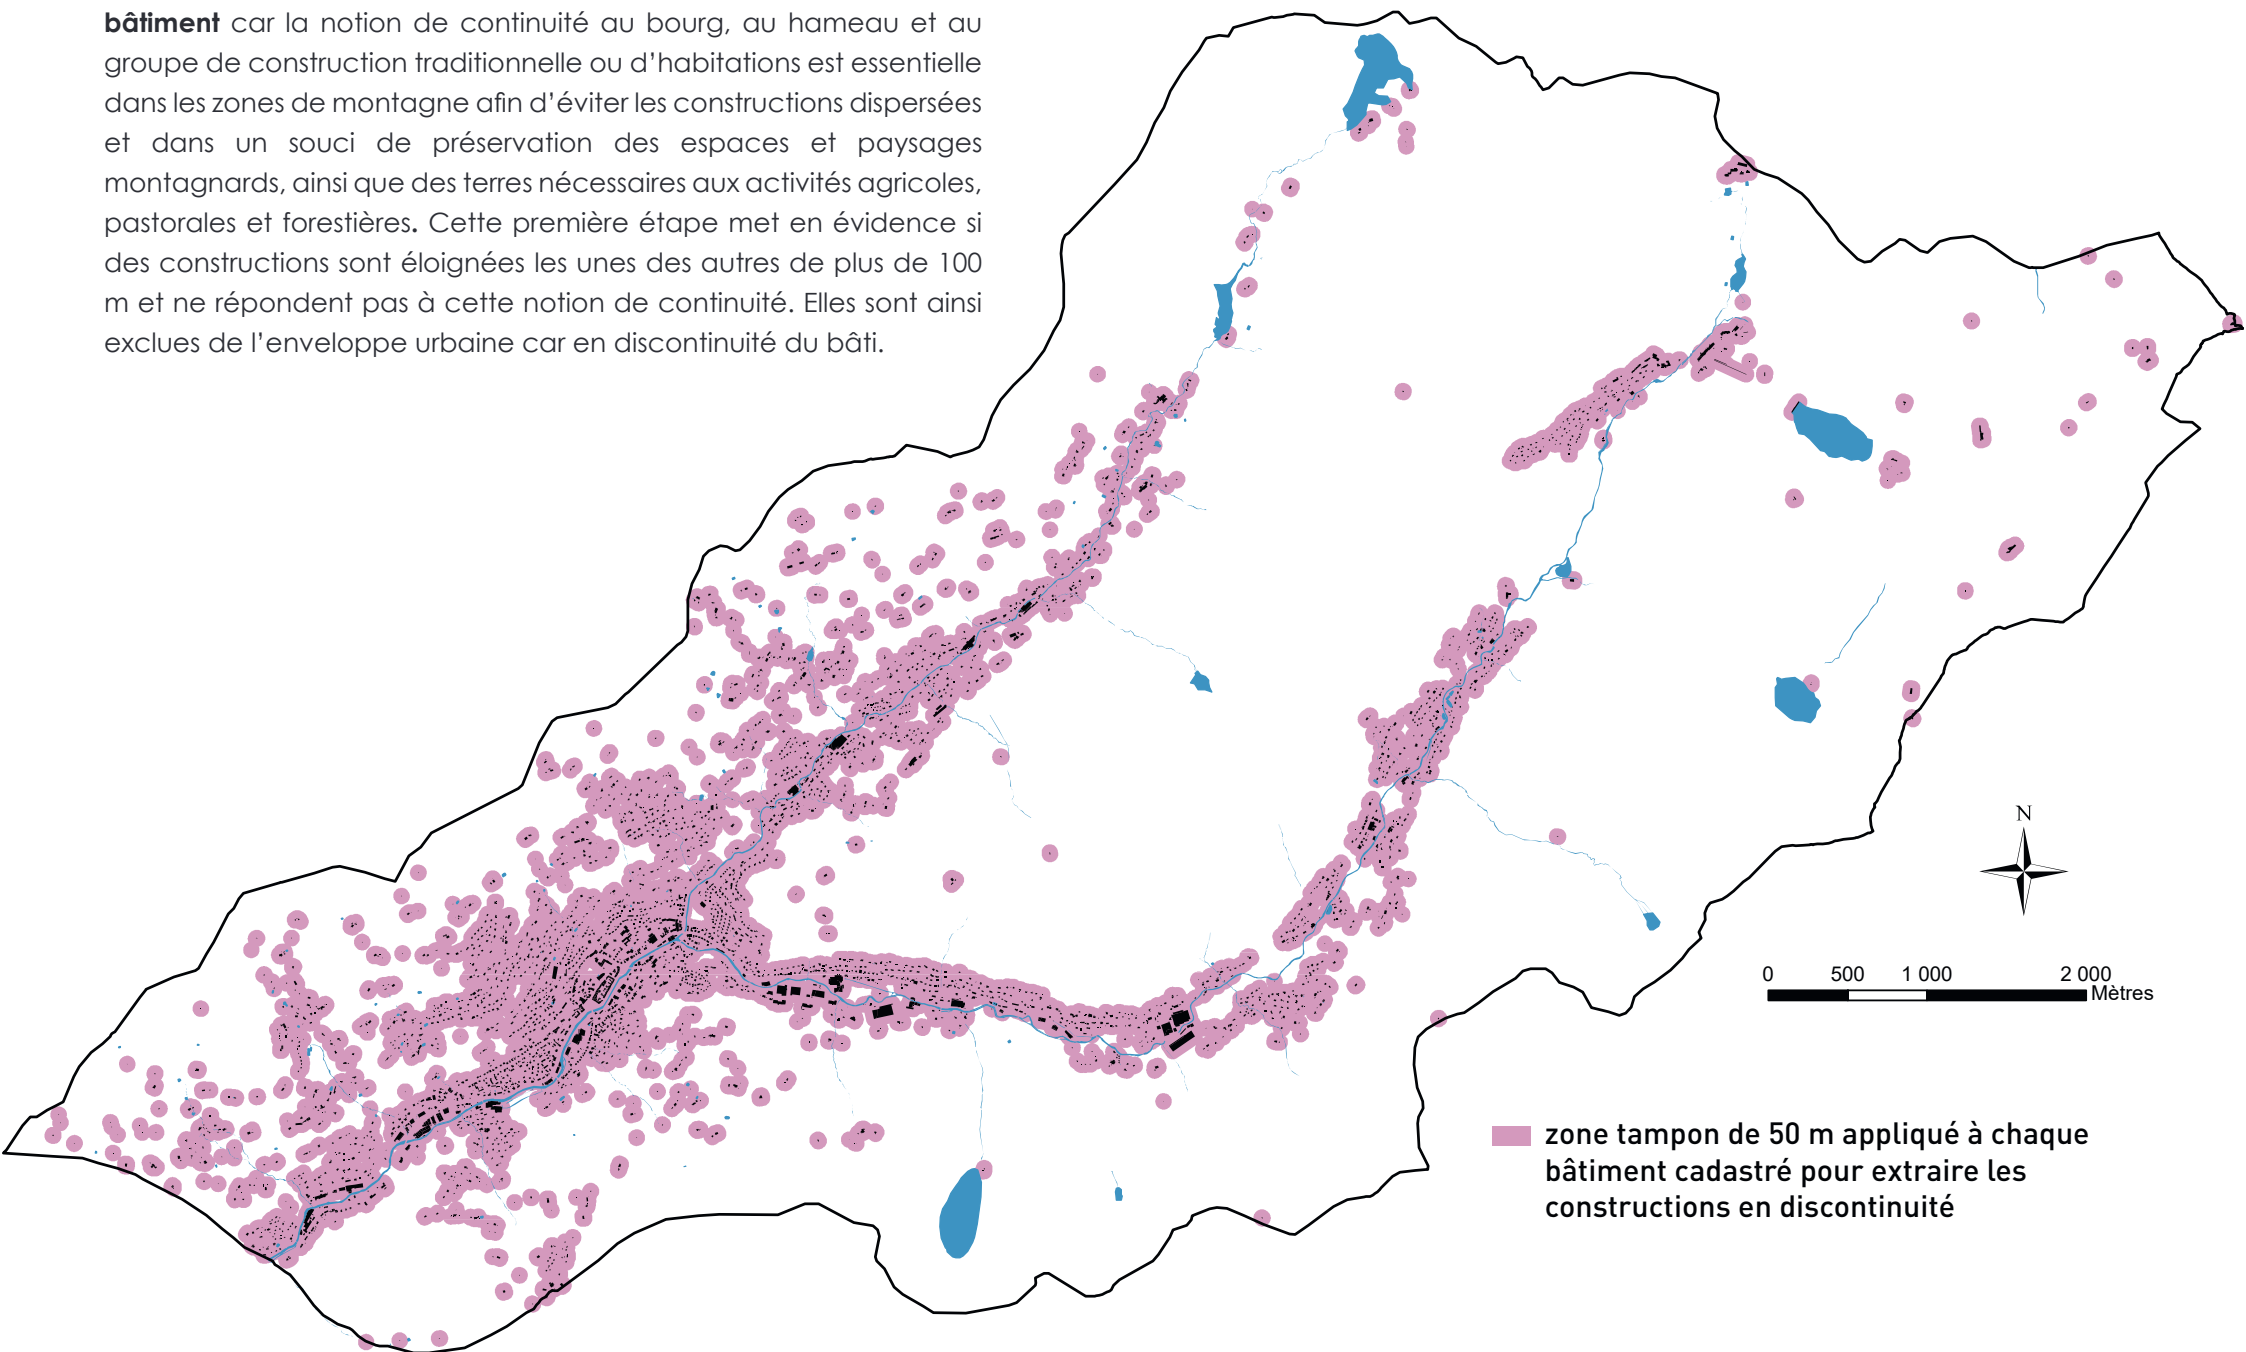 bâtiment car la notion de continuité au bourg, au hameau et au
groupe de construction traditionnelle ou d’habitations est essentielle
dans les zones de montagne afin d’éviter les constructions dispersées
et dans un souci de préservation des espaces et paysages
montagnards, ainsi que des terres nécessaires aux activités agricoles,
pastorales et forestières. Cette première étape met en évidence si
des constructions sont éloignées les unes des autres de plus de 100
m et ne répondent pas à cette notion de continuité. Elles sont ainsi
exclues de l’enveloppe urbaine car en discontinuité du bâti.
N
0 500 1 000 2 000
Mètres
zone tampon de 50 m appliqué à chaque
bâtiment cadastré pour extraire les
constructions en discontinuité